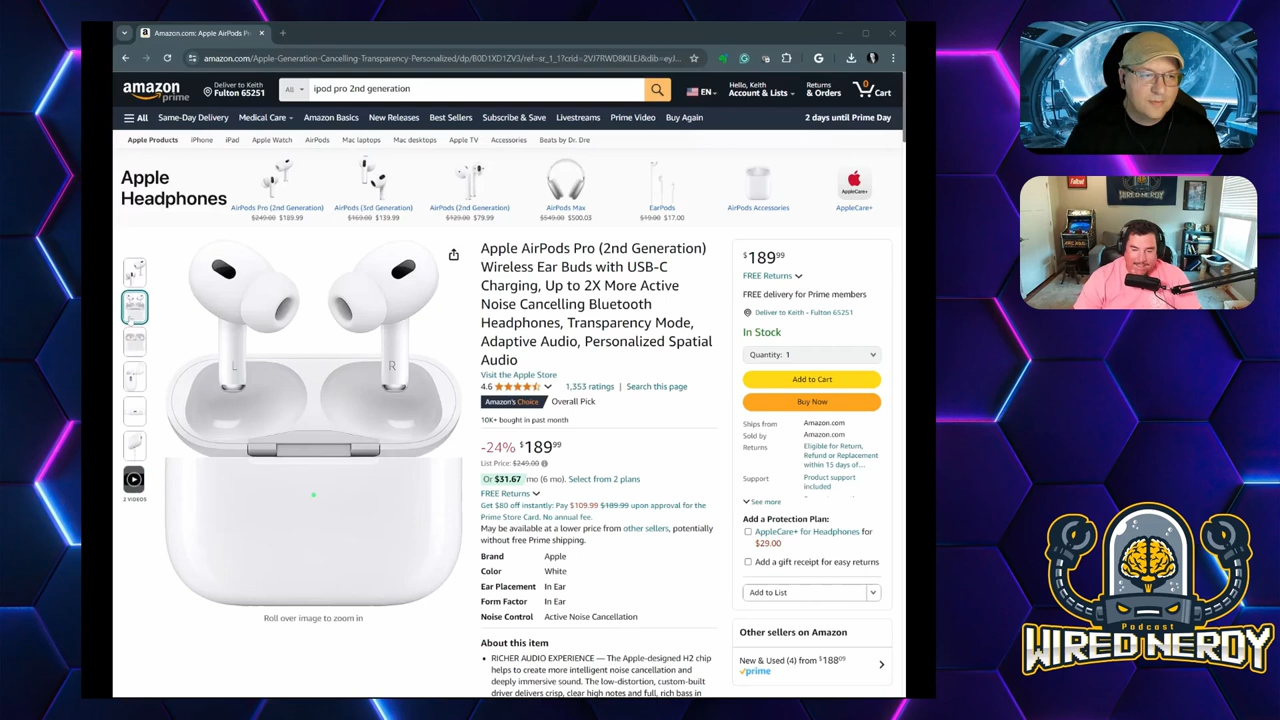 Amazon.com: Apple AirPods Pr
amazon.com/Apple-Generation-Cancelling-Transparency-Personalized/dp/B0D1XD1ZV3/ref=sr_1_1?crid=2VJ7RWD8KILEJ&dib=eyJ...
amazon prime
Deliver to Keith
Fulton 65251
All
ipod pro 2nd generation
EN
Hello, Keith
Account & Lists
Returns
& Orders
0
Cart
All
Same-Day Delivery
Medical Care
Amazon Basics
New Releases
Best Sellers
Subscribe & Save
Livestreams
Prime Video
Buy Again
2 days until Prime Day
Apple Products
iPhone
iPad
Apple Watch
AirPods
Mac laptops
Mac desktops
Apple TV
Accessories
Beats by Dr. Dre
Apple
Headphones
AirPods Pro (2nd Generation)
$249.00 $189.99
AirPods (3rd Generation)
$169.00 $139.99
AirPods (2nd Generation)
$129.00 $79.99
AirPods Max
$549.00 $500.03
EarPods
$19.00 $17.00
AirPods Accessories
AppleCare+
AppleCare+
L
R
2 VIDEOS
Roll over image to zoom in
Apple AirPods Pro (2nd Generation)
Wireless Ear Buds with USB-C
Charging, Up to 2X More Active
Noise Cancelling Bluetooth
Headphones, Transparency Mode,
Adaptive Audio, Personalized Spatial
Audio
Visit the Apple Store
4.6
1,353 ratings | Search this page
Amazon's Choice Overall Pick
10K+ bought in past month
-24% $189 99
List Price: $249.00
Or $31.67 /mo (6 mo). Select from 2 plans
FREE Returns
Get $80 off instantly: Pay $109.99 $189.99 upon approval for the
Prime Store Card. No annual fee.
May be available at a lower price from other sellers, potentially
without free Prime shipping.
Brand Apple
Color White
Ear Placement In Ear
Form Factor In Ear
Noise Control Active Noise Cancellation
About this item
• RICHER AUDIO EXPERIENCE — The Apple-designed H2 chip
helps to create more intelligent noise cancellation and
deeply immersive sound. The low-distortion, custom-built
driver delivers crisp, clear high notes and full, rich bass in
$189 99
FREE Returns
FREE delivery for Prime members
Deliver to Keith - Fulton 65251
In Stock
Quantity: 1
Add to Cart
Buy Now
Ships from Amazon.com
Sold by Amazon.com
Returns Eligible for Return,
Refund or Replacement
within 15 days of...
Support Product support
included
See more
Add a Protection Plan:
AppleCare+ for Headphones for
$29.00
Add a gift receipt for easy returns
Add to List
Other sellers on Amazon
New & Used (4) from $188 09
prime
Podcast
WIRED NERDY